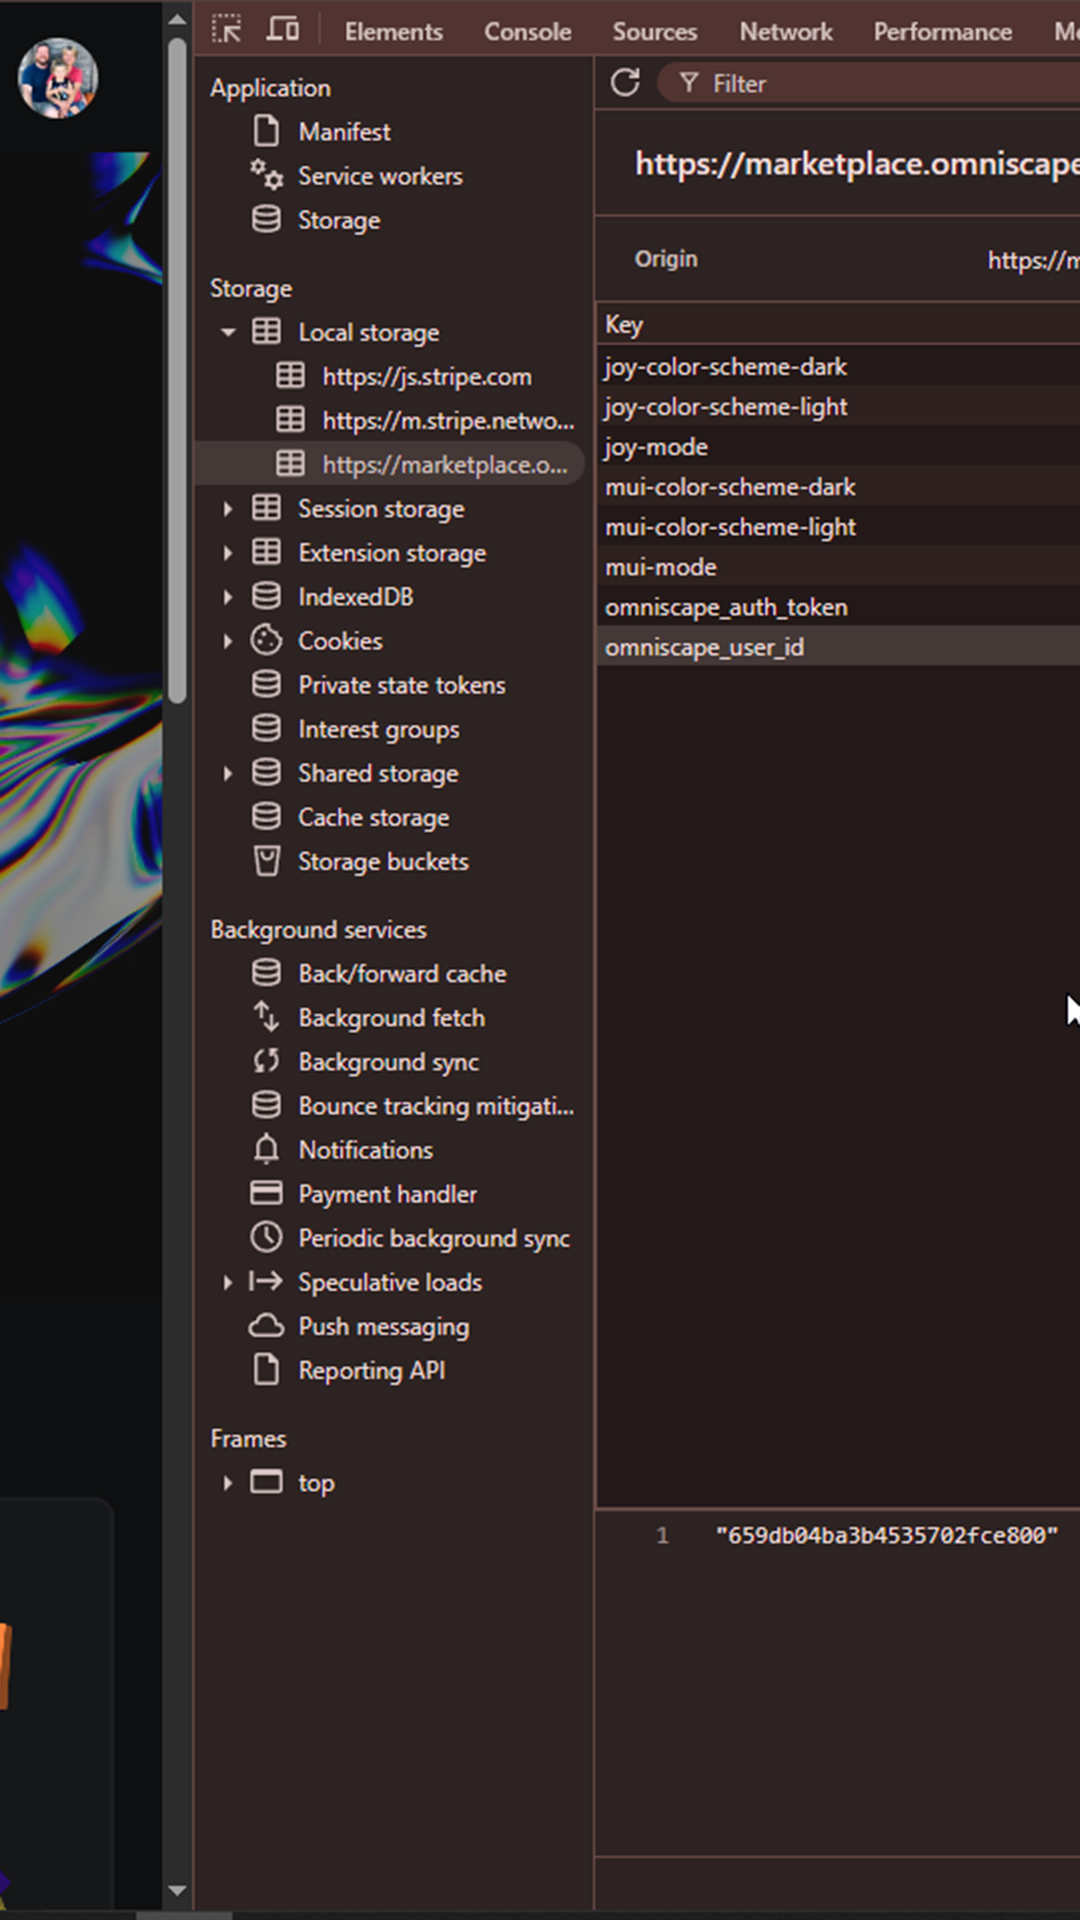 Elements Console Sources Network Performance
Application
Manifest
Service workers
Storage
Storage
Local storage
https://js.stripe.com
https://m.stripe.netwo...
https://marketplace.o...
Session storage
Extension storage
IndexedDB
Cookies
Private state tokens
Interest groups
Shared storage
Cache storage
Storage buckets
Background services
Back/forward cache
Background fetch
Background sync
Bounce tracking mitigati...
Notifications
Payment handler
Periodic background sync
Speculative loads
Push messaging
Reporting API
Frames
top
Filter
https://marketplace.omniscape
Origin https://m
Key
joy-color-scheme-dark
joy-color-scheme-light
joy-mode
mui-color-scheme-dark
mui-color-scheme-light
mui-mode
omniscape_auth_token
omniscape_user_id
1 "659db04ba3b4535702fce800"